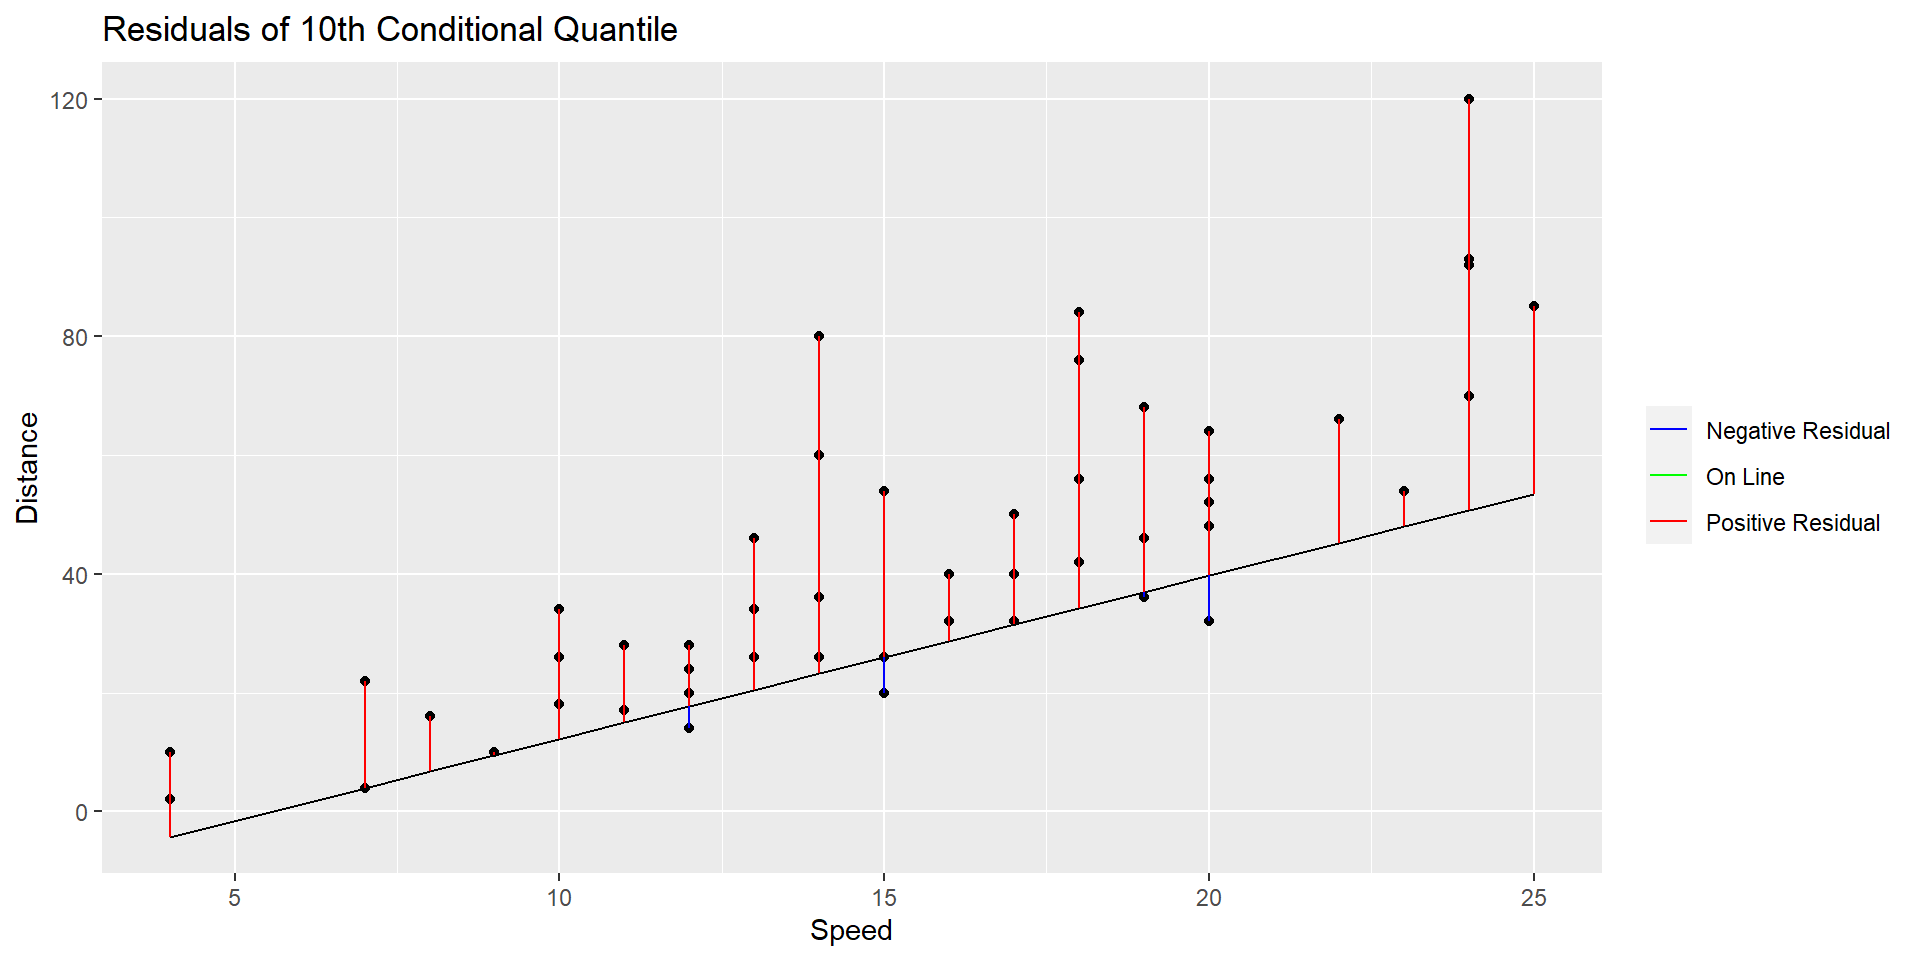 Residuals of 10th Conditional Quantile
120
80
40
0
Distance
5 10 15 20 25
Speed
Negative Residual
On Line
Positive Residual